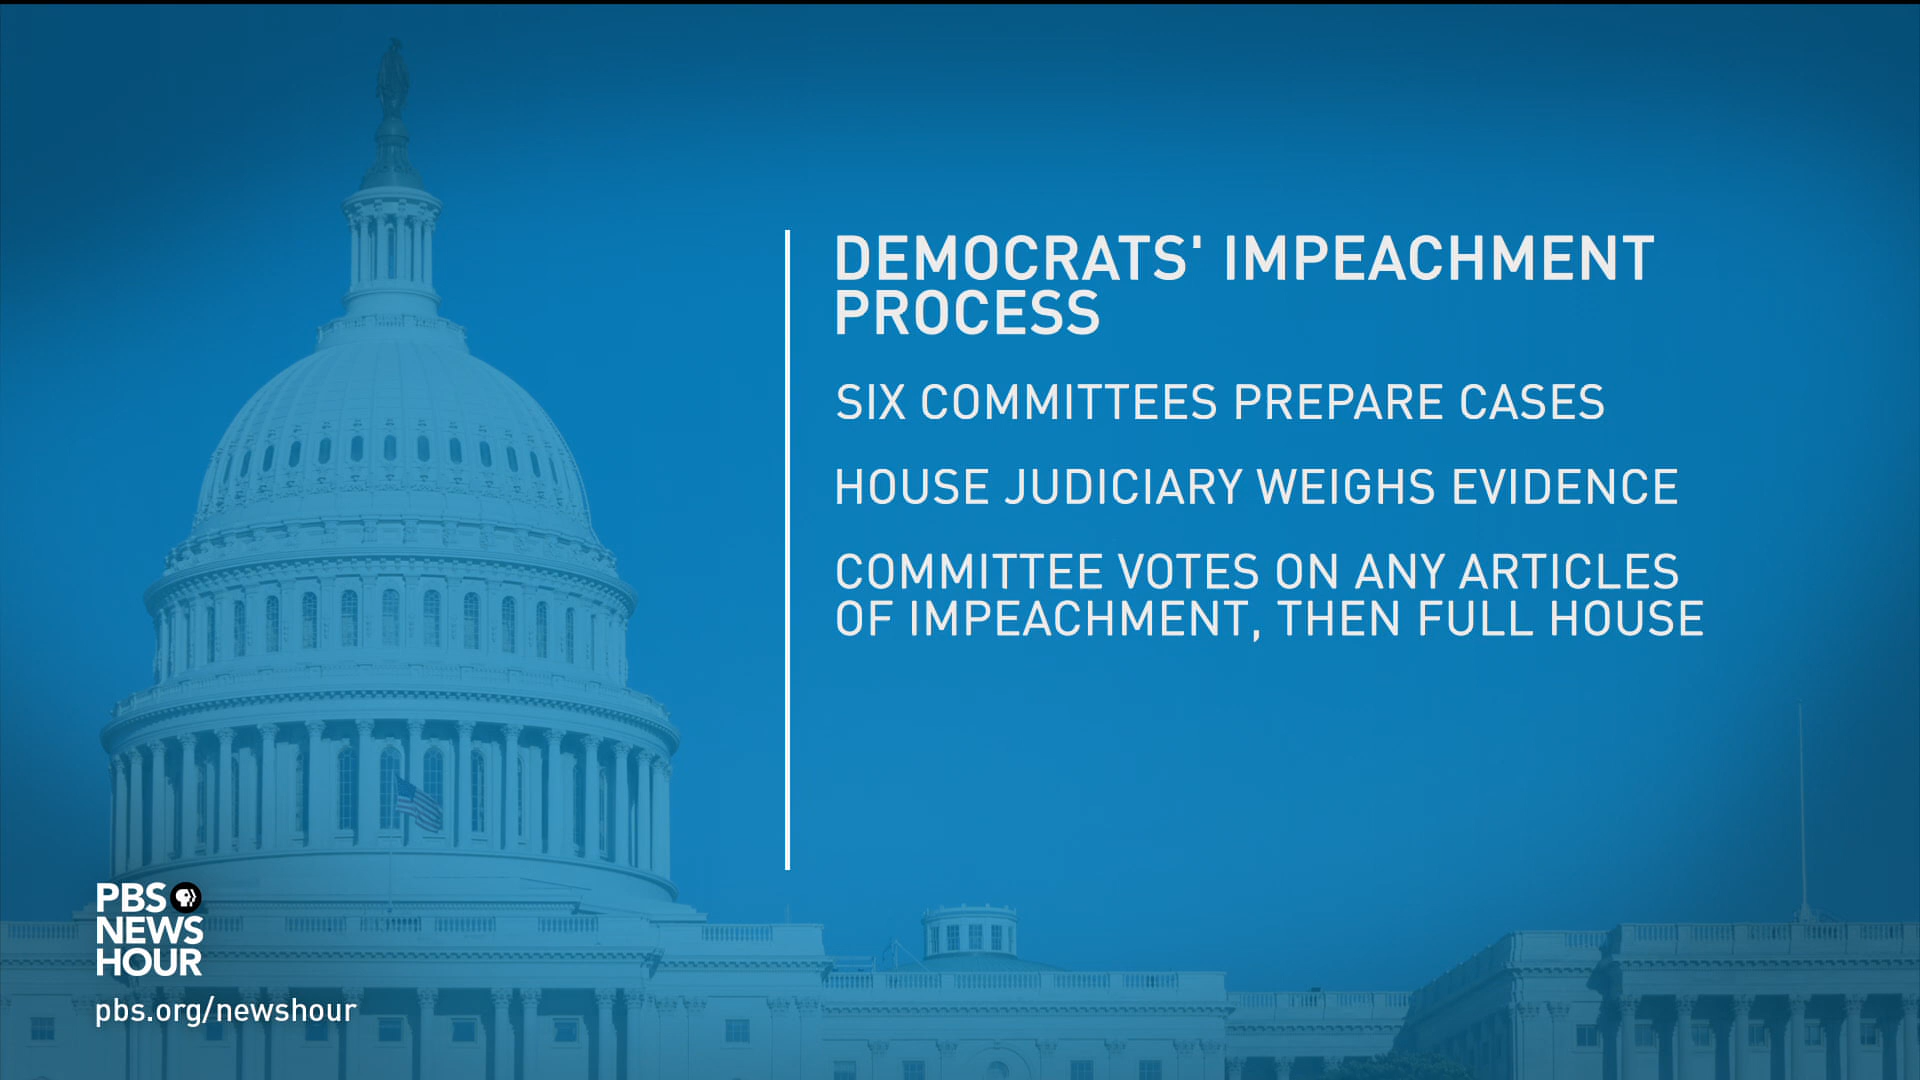 DEMOCRATS' IMPEACHMENT
PROCESS
SIX COMMITTEES PREPARE CASES
HOUSE JUDICIARY WEIGHS EVIDENCE
COMMITTEE VOTES ON ANY ARTICLES
OF IMPEACHMENT, THEN FULL HOUSE
PBS
NEWS
HOUR
pbs.org/newshour